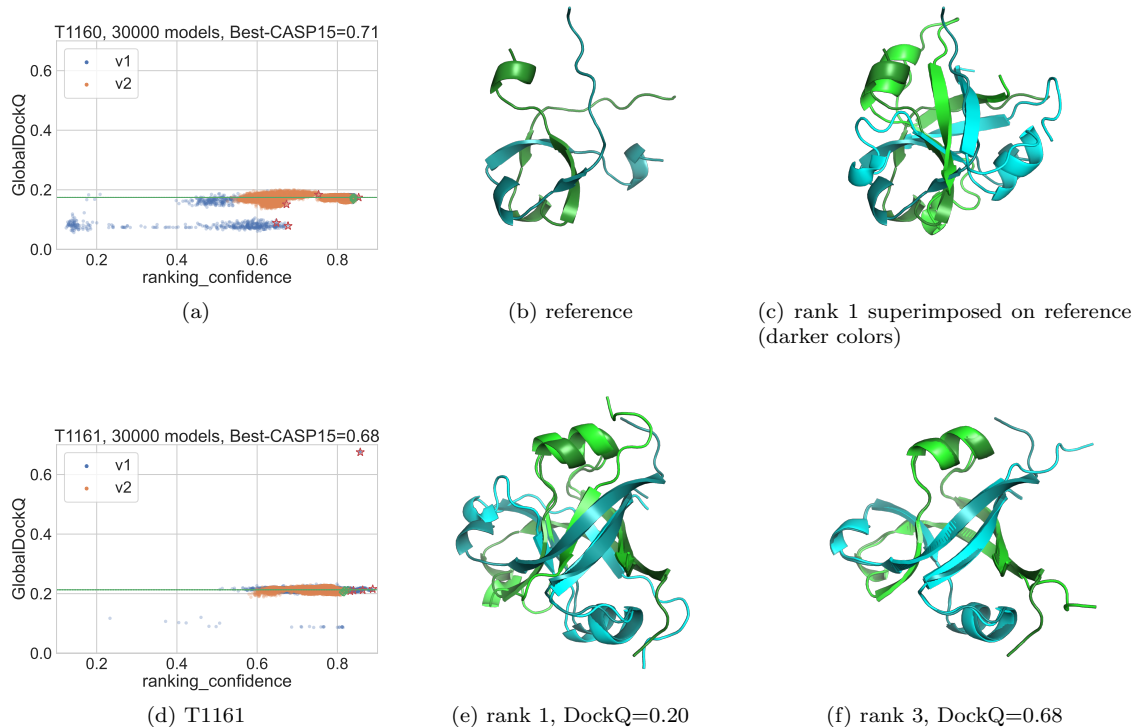 T1160, 30000 models, Best-CASP15=0.71
v1
v2
GlobalDockQ
0.6
0.4
0.2
0.0
0.2 0.4 0.6 0.8
ranking_confidence
(a)
(b) reference
(c) rank 1 superimposed on reference
(darker colors)
T1161, 30000 models, Best-CASP15=0.68
v1
v2
GlobalDockQ
0.6
0.4
0.2
0.0
0.2 0.4 0.6 0.8
ranking_confidence
(d) T1161
(e) rank 1, DockQ=0.20
(f) rank 3, DockQ=0.68